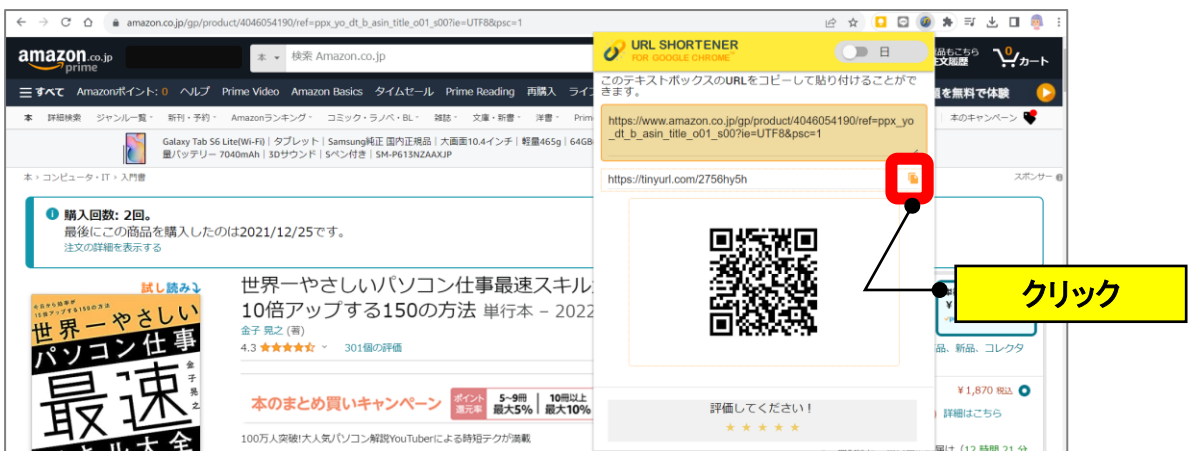 amazon.co.jp/gp/product/4046054190/ref=ppx_yo_dt_b_asin_title_o01_s00?ie=UTF8&psc=1
amazon.co.jp
prime
本
検索 Amazon.co.jp
文履歴
0
カート
すべて Amazonポイント: 0 ヘルプ Prime Video Amazon Basics タイムセール Prime Reading 再購入
を無料で体験
本 詳細検索 ジャンル一覧 新刊・予約 Amazonランキング コミック・ラノベ・BL 雑誌 文庫・新書 洋書
本のキャンペーン
Galaxy Tab S6 Lite(Wi-Fi) | タブレット | Samsung純正 国内正規品 | 大画面10.4インチ | 軽量465g | 64GB
量バッテリー 7040mAh | 3Dサウンド | Sペン付き | SM-P613NZAAXJP
本 › コンピュータ・IT › 入門書
スポンサー
購入回数: 2回。
最後にこの商品を購入したのは2021/12/25です。
注文の詳細を表示する
試し読み
世界一やさしい
パソコン仕事
最速
金子晃之
世界一やさしいパソコン仕事最速スキル
10倍アップする150の方法 単行本 – 2022
金子 晃之 (著)
4.3
301個の評価
本のまとめ買いキャンペーン
ポイント還元率
5~9冊 最大5%
10冊以上 最大10%
100万人突破!大人気パソコン解説YouTuberによる時短テクが満載
URL SHORTENER
FOR GOOGLE CHROME
日
このテキストボックスのURLをコピーして貼り付けることがで
きます。
https://www.amazon.co.jp/gp/product/4046054190/ref=ppx_yo
_dt_b_asin_title_o01_s00?ie=UTF8&psc=1
https://tinyurl.com/2756hy5h
評価してください！
クリック
品、新品、コレクタ
¥1,870 税込
詳細はこちら